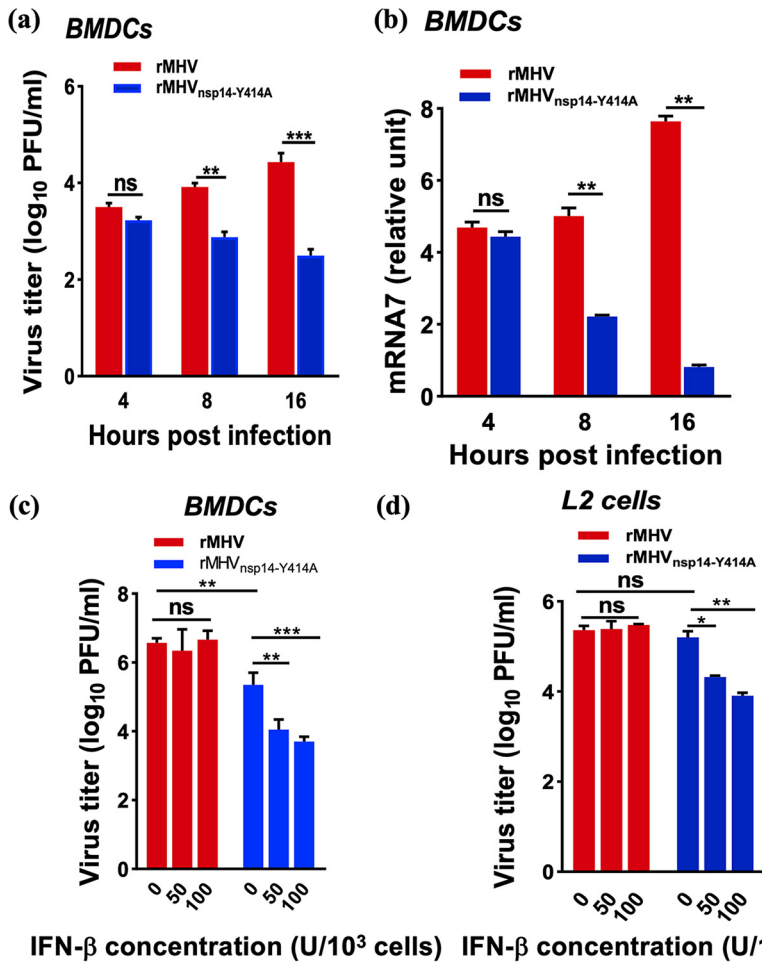 (a) BMDCs
rMHV
rMHVnsp14-Y414A
Virus titer (log10 PFU/ml)
6
4
2
0
ns
**
***
4 8 16
Hours post infection
(b) BMDCs
rMHV
rMHVnsp14-Y414A
mRNA7 (relative unit)
8
6
4
2
0
ns
**
**
4 8 16
Hours post infection
(c) BMDCs
rMHV
rMHVnsp14-Y414A
Virus titer (log10 PFU/ml)
8
6
4
2
0
**
ns
***
**
0 50 100 0 50 100
IFN-β concentration (U/10³ cells)
(d) L2 cells
rMHV
rMHVnsp14-Y414A
Virus titer (log10 PFU/ml)
6
4
2
0
ns
ns
**
*
0 50 100 0 50 100
IFN-β concentration (U/1